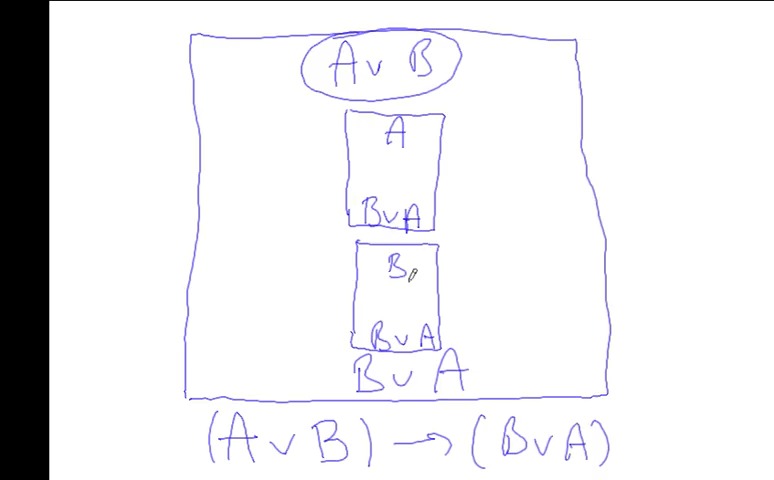 A ∨ B
A
B ∨ A
B
B ∨ A
B ∨ A
(A ∨ B) → (B ∨ A)